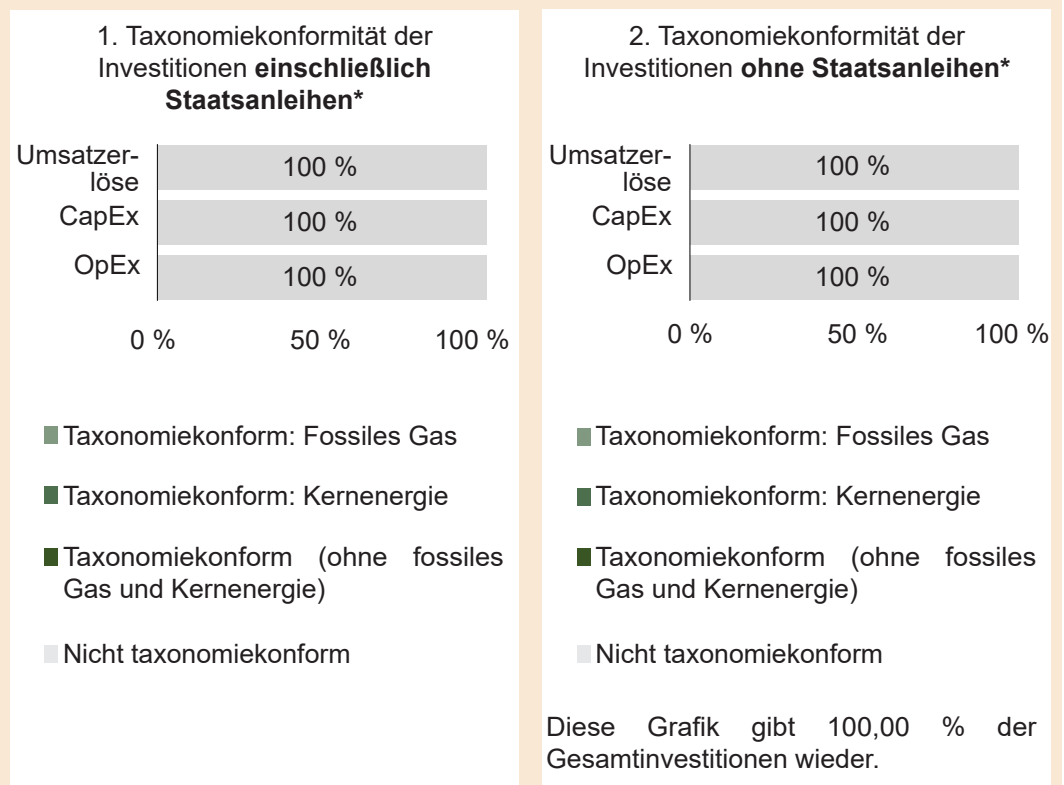 1. Taxonomiekonformität der
Investitionen einschließlich
Staatsanleihen*
Umsatzer-
löse
100 %
CapEx
100 %
OpEx
100 %
0 %
50 %
100 %
Taxonomiekonform: Fossiles Gas
Taxonomiekonform: Kernenergie
Taxonomiekonform (ohne fossiles
Gas und Kernenergie)
Nicht taxonomiekonform
2. Taxonomiekonformität der
Investitionen ohne Staatsanleihen*
Umsatzer-
löse
100 %
CapEx
100 %
OpEx
100 %
0 %
50 %
100 %
Taxonomiekonform: Fossiles Gas
Taxonomiekonform: Kernenergie
Taxonomiekonform (ohne fossiles
Gas und Kernenergie)
Nicht taxonomiekonform
Diese Grafik gibt 100,00 % der
Gesamtinvestitionen wieder.